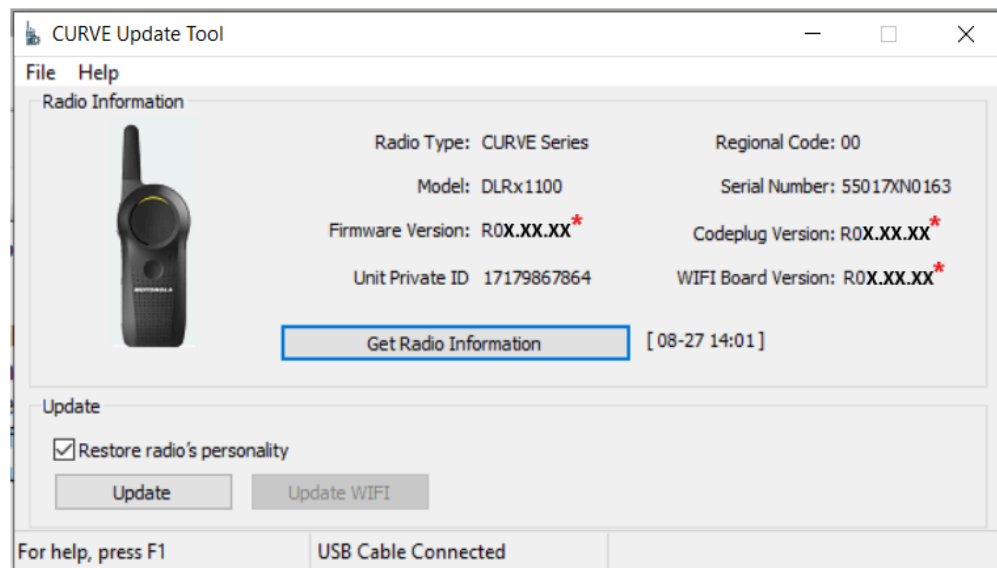 CURVE Update Tool
File Help
Radio Information
Radio Type: CURVE Series
Regional Code: 00
Model: DLRx1100
Serial Number: 55017XN0163
Firmware Version: R0X.XX.XX*
Codeplug Version: R0X.XX.XX*
Unit Private ID 17179867864
WIFI Board Version: R0X.XX.XX*
MOTOROLA
Get Radio Information
[ 08-27 14:01 ]
Update
Restore radio's personality
Update
Update WIFI
For help, press F1
USB Cable Connected